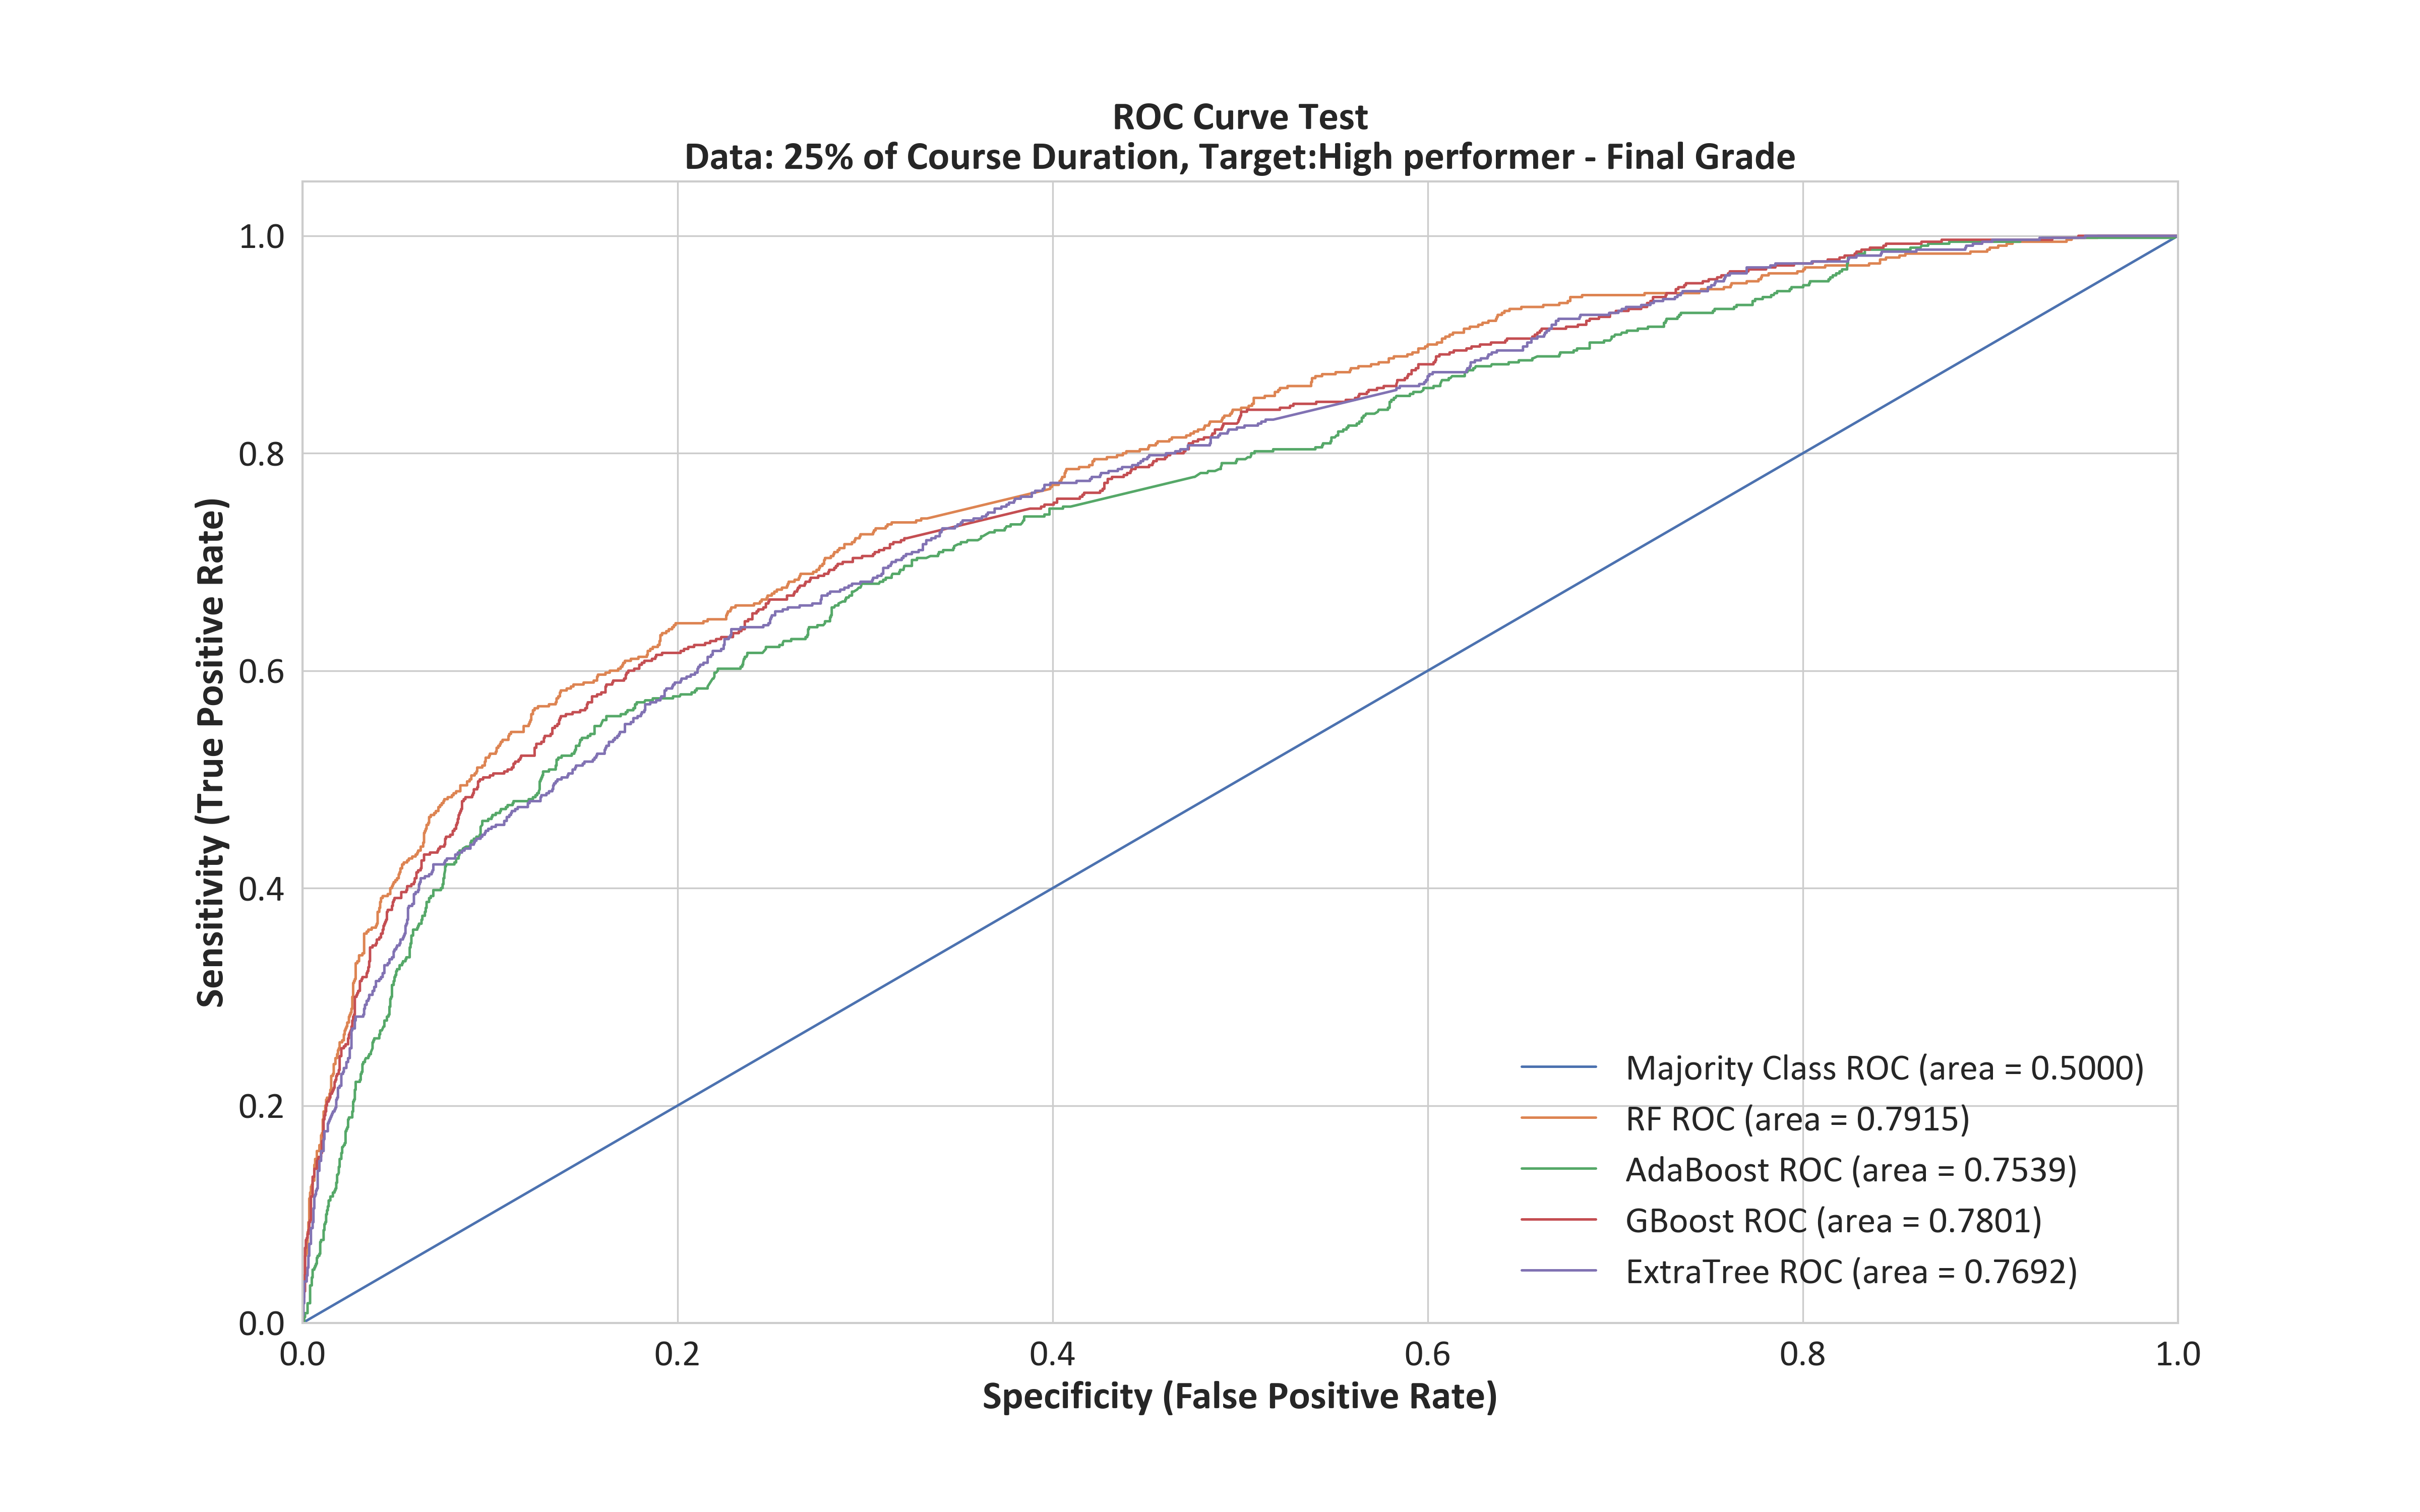 ROC Curve Test
Data: 25% of Course Duration, Target:High performer - Final Grade
Sensitivity (True Positive Rate)
1.0
0.8
0.6
0.4
0.2
0.0
Majority Class ROC (area = 0.5000)
RF ROC (area = 0.7915)
AdaBoost ROC (area = 0.7539)
GBoost ROC (area = 0.7801)
ExtraTree ROC (area = 0.7692)
0.0 0.2 0.4 0.6 0.8 1.0
Specificity (False Positive Rate)